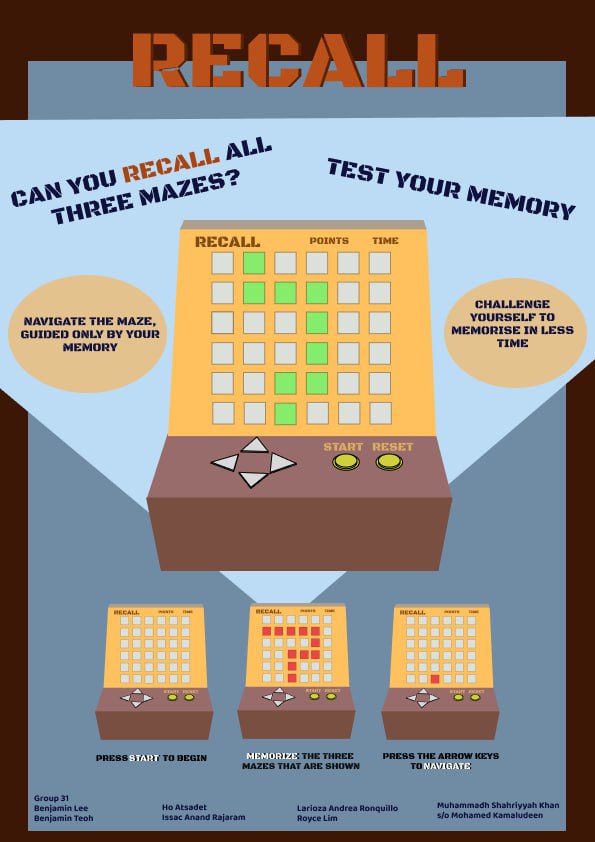 RECALL
CAN YOU RECALL ALL
THREE MAZES?
TEST YOUR MEMORY
RECALL POINTS TIME
NAVIGATE THE MAZE,
GUIDED ONLY BY YOUR
MEMORY
CHALLENGE
YOURSELF TO
MEMORISE IN LESS
TIME
START RESET
RECALL POINTS TIME
START RESET
RECALL POINTS TIME
START RESET
RECALL POINTS TIME
START RESET
PRESS START TO BEGIN
MEMORIZE THE THREE
MAZES THAT ARE SHOWN
PRESS THE ARROW KEYS
TO NAVIGATE
Group 31
Benjamin Lee
Benjamin Teoh
Ho Atsadet
Issac Anand Rajaram
Larioza Andrea Ronquillo
Royce Lim
Muhammadh Shahriyyah Khan
s/o Mohamed Kamaludeen